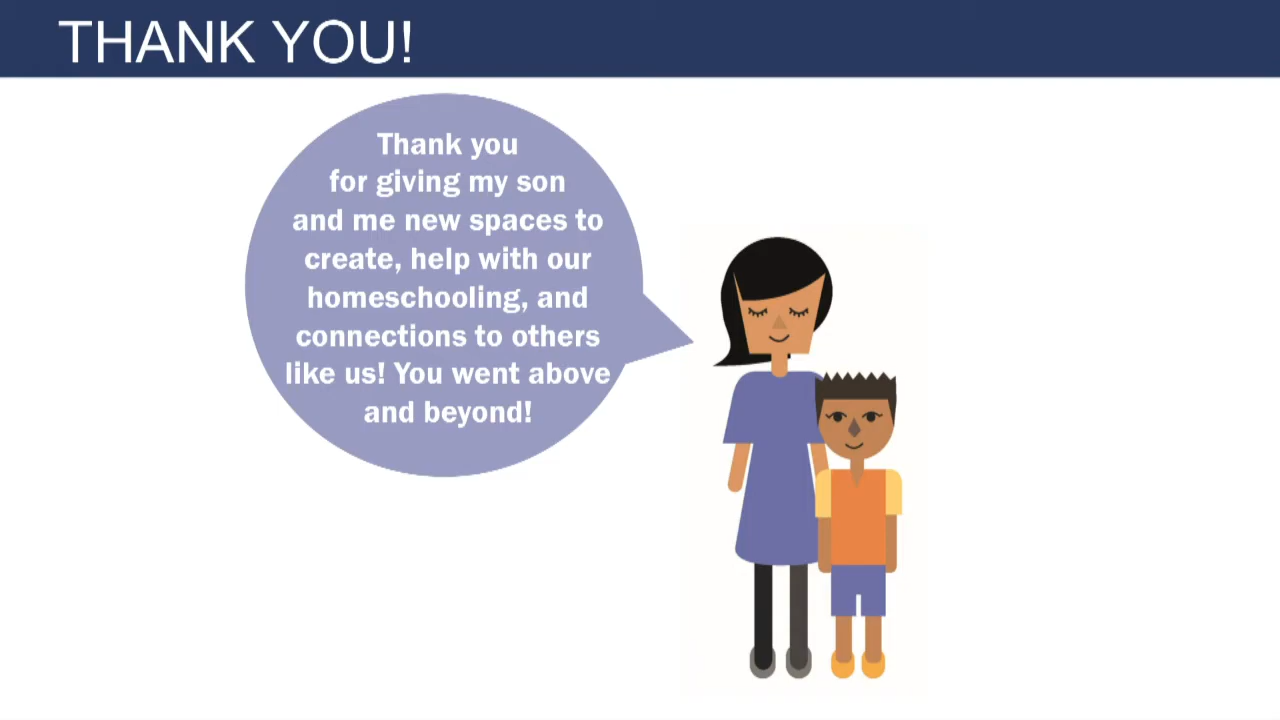 THANK YOU!
Thank you
for giving my son
and me new spaces to
create, help with our
homeschooling, and
connections to others
like us! You went above
and beyond!